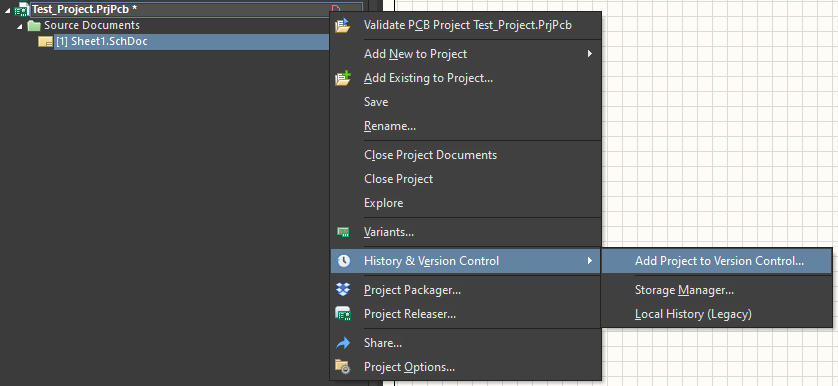 Test_Project.PrjPcb *
Source Documents
[1] Sheet1.SchDoc
Validate PCB Project Test_Project.PrjPcb
Add New to Project
Add Existing to Project...
Save
Rename...
Close Project Documents
Close Project
Explore
Variants...
History & Version Control
Add Project to Version Control...
Storage Manager...
Local History (Legacy)
Project Packager...
Project Releaser...
Share...
Project Options...